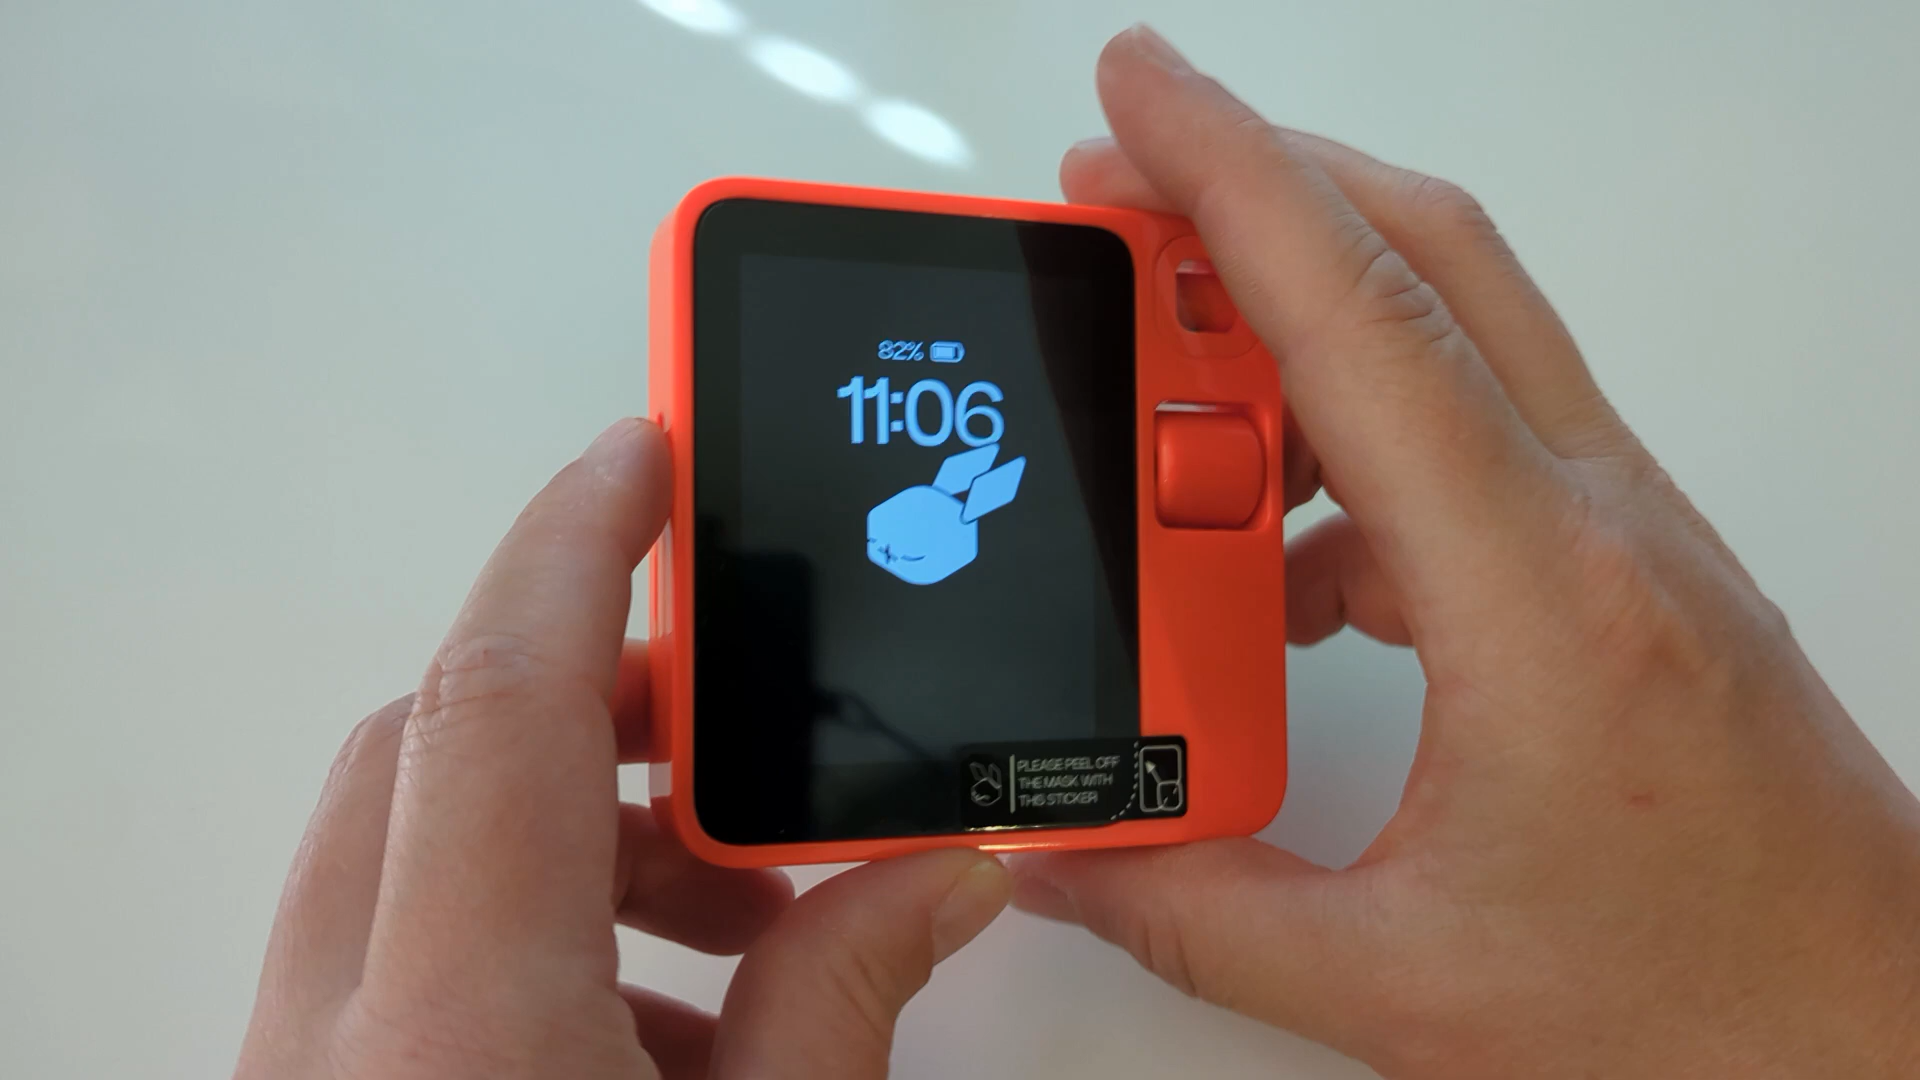 82%
11:06
PLEASE PEEL OFF
THE MASK WITH
THIS STICKER